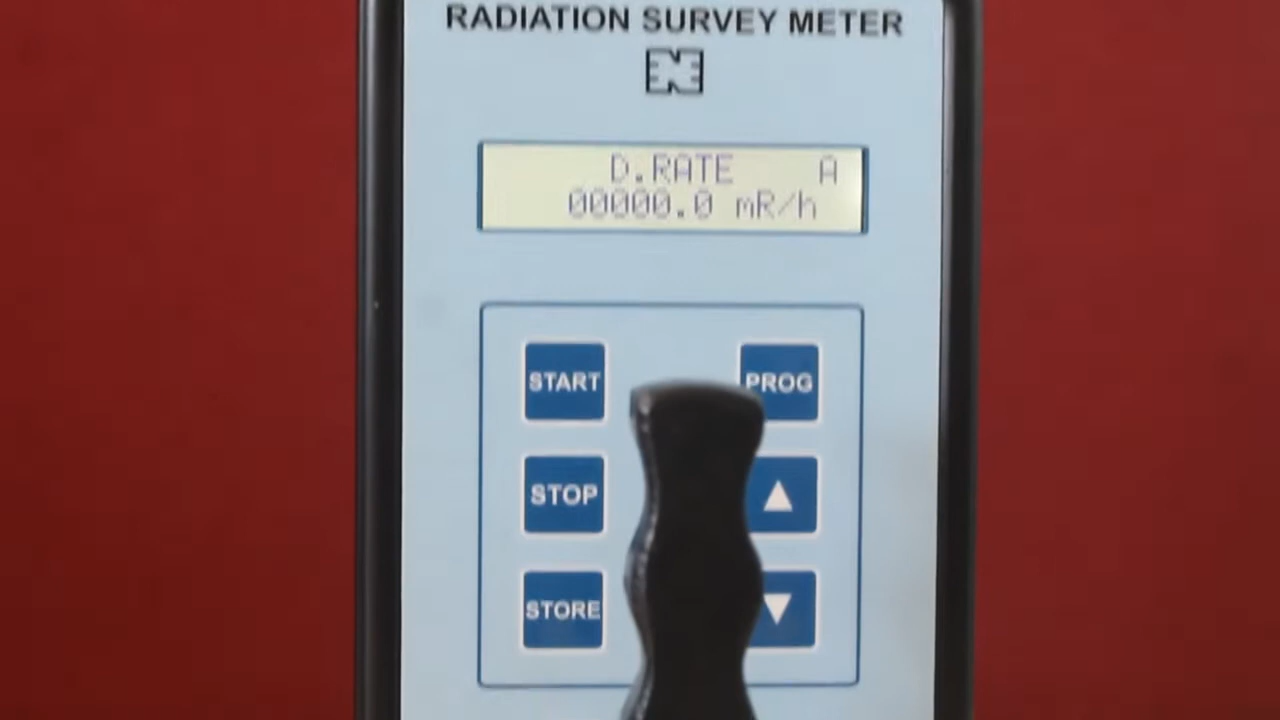 RADIATION SURVEY METER
D.RATE A
00000.0 mR/h
START PROG
STOP ▲
STORE ▼